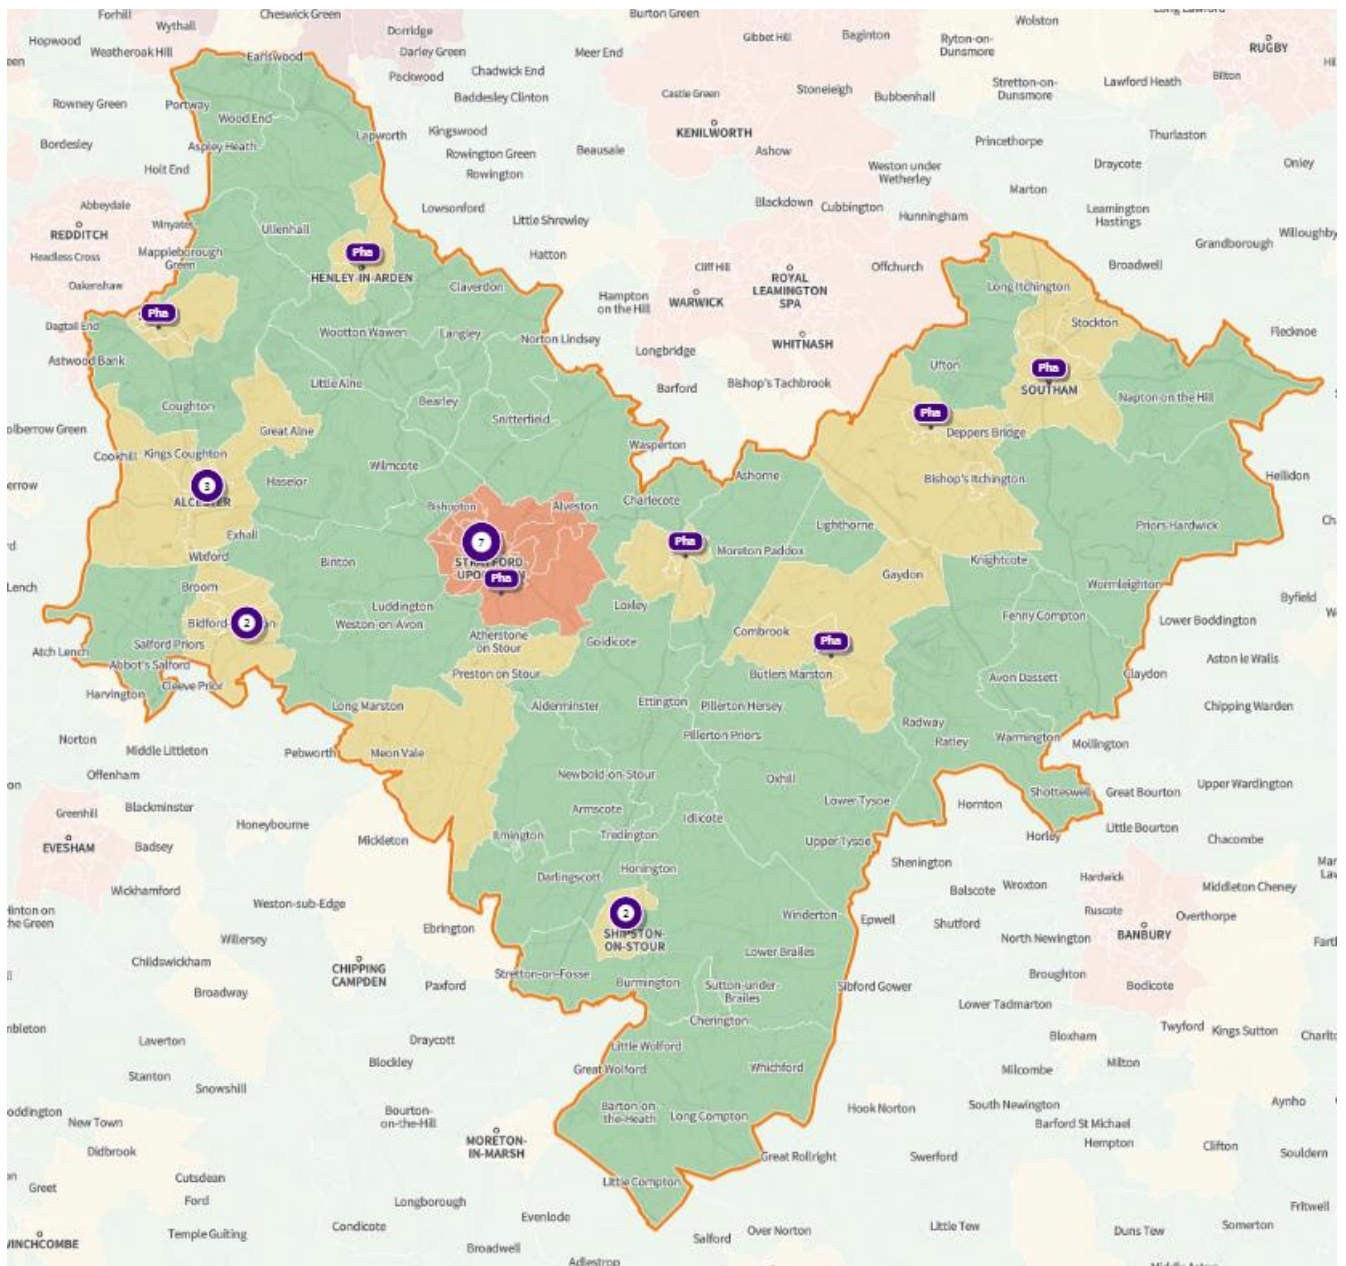 Forhill
Cheswick Green
Burton Green
Wythall
Dorridge
Wolston
Hopwood
Weatheroak Hill
Earlswood
Darley Green
Meer End
Gibbet Hill
Baginton
Ryton-on-
Dunsmore
RUGBY
Packwood
Chadwick End
Bilton
Rowney Green
Portway
Baddesley Clinton
Castle Green
Stoneleigh
Bubbenhall
Stretton-on-
Dunsmore
Lawford Heath
Wood End
Lapworth
Kingswood
KENILWORTH
Thurlaston
Bordesley
Aspley Heath
Rowington Green
Beausale
Ashow
Princethorpe
Holt End
Rowington
Weston under
Wetherley
Draycote
Onley
Marton
Abbeydale
Lowsonford
Blackdown
Cubbington
Leamington
Hastings
REDDITCH
Winyates
Ullenhall
Little Shrewley
Hunningham
Willoughby
Headless Cross
Mappleborough
Green
Pha
Hatton
Grandborough
HENLEY-IN-ARDEN
Cliff Hill
ROYAL
LEAMINGTON
SPA
Offchurch
Broadwell
Oakenshaw
Claverdon
Hampton
on the Hill
WARWICK
Long Itchington
Pha
Dagtail End
Wootton Wawen
Langley
Norton Lindsey
WHITNASH
Stockton
Flecknoe
Astwood Bank
Longbridge
Ufton
Pha
SOUTHAM
Little Alne
Barford
Bishop's Tachbrook
Napton on the Hill
Coughton
Bearley
Snitterfield
Pha
Great Alne
Deppers Bridge
Cookhill
Kings Coughton
Wilmcote
Wasperton
Haselor
Ashorne
Bishop's Itchington
Hellidon
3
ALCESTER
Bishopton
Alveston
Charlecote
Exhall
Lighthorne
Priors Hardwick
7
Pha
Wixford
Binton
STRATFORD-
UPON-AVON
Moreton Paddox
Knightcote
Pha
Gaydon
Broom
Wormleighton
Byfield
Luddington
Loxley
Fenny Compton
2
Weston-on-Avon
Lower Boddington
Combrook
Pha
Atch Lench
Salford Priors
Atherstone
on Stour
Goldicote
Aston le Walls
Abbot's Salford
Preston on Stour
Butlers Marston
Avon Dassett
Claydon
Harvington
Cleeve Prior
Long Marston
Alderminster
Ettington
Pillerton Hersey
Chipping Warden
Norton
Middle Littleton
Pebworth
Meon Vale
Pillerton Priors
Radway
Ratley
Warmington
Mollington
Offenham
Newbold-on-Stour
Oxhill
Shotteswell
Great Bourton
Upper Wardington
Greenhill
Blackminster
Honeybourne
Armscote
Idlicote
Lower Tysoe
Hornton
EVESHAM
Badsey
Mickleton
Ilmington
Tredington
Upper Tysoe
Horley
Little Bourton
Chacombe
Wickhamford
Darlingscott
Honington
Shenington
Balscote
Wroxton
Hardwick
Middleton Cheney
Weston-sub-Edge
2
SHIPSTON-
ON-STOUR
Winderton
Epwell
Shutford
Ruscote
Overthorpe
Willersey
Ebrington
North Newington
BANBURY
Childswickham
CHIPPING
CAMPDEN
Lower Brailes
Broughton
Broadway
Paxford
Stretton-on-Fosse
Burmington
Sutton-under-
Brailes
Sibford Gower
Bodicote
Lower Tadmarton
Cherington
Twyford
Kings Sutton
Laverton
Draycott
Little Wolford
Bloxham
Blockley
Great Wolford
Whichford
Milcombe
Milton
Stanton
Snowshill
Bourton-
on-the-Hill
Barton-on-
the-Heath
Long Compton
Hook Norton
South Newington
Aynho
New Town
MORETON-
IN-MARSH
Barford St Michael
Hempton
Didbrook
Great Rollright
Swerford
Clifton
Souldern
Greet
Cutsdean
Little Compton
Ford
Longborough
Fritwell
Temple Guiting
Condicote
Evenlode
Over Norton
Little Tew
Duns Tew
Somerton
Broadwell
Salford
Adlestrop